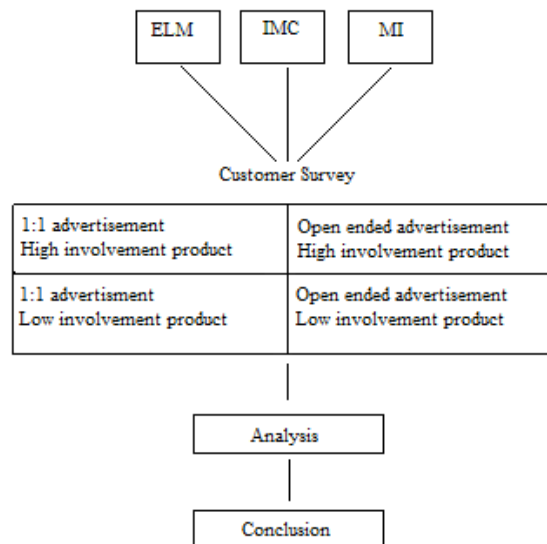 ELM
IMC
MI
Customer Survey
1:1 advertisement
High involvement product
Open ended advertisement
High involvement product
1:1 advertisment
Low involvement product
Open ended advertisement
Low involvement product
Analysis
Conclusion